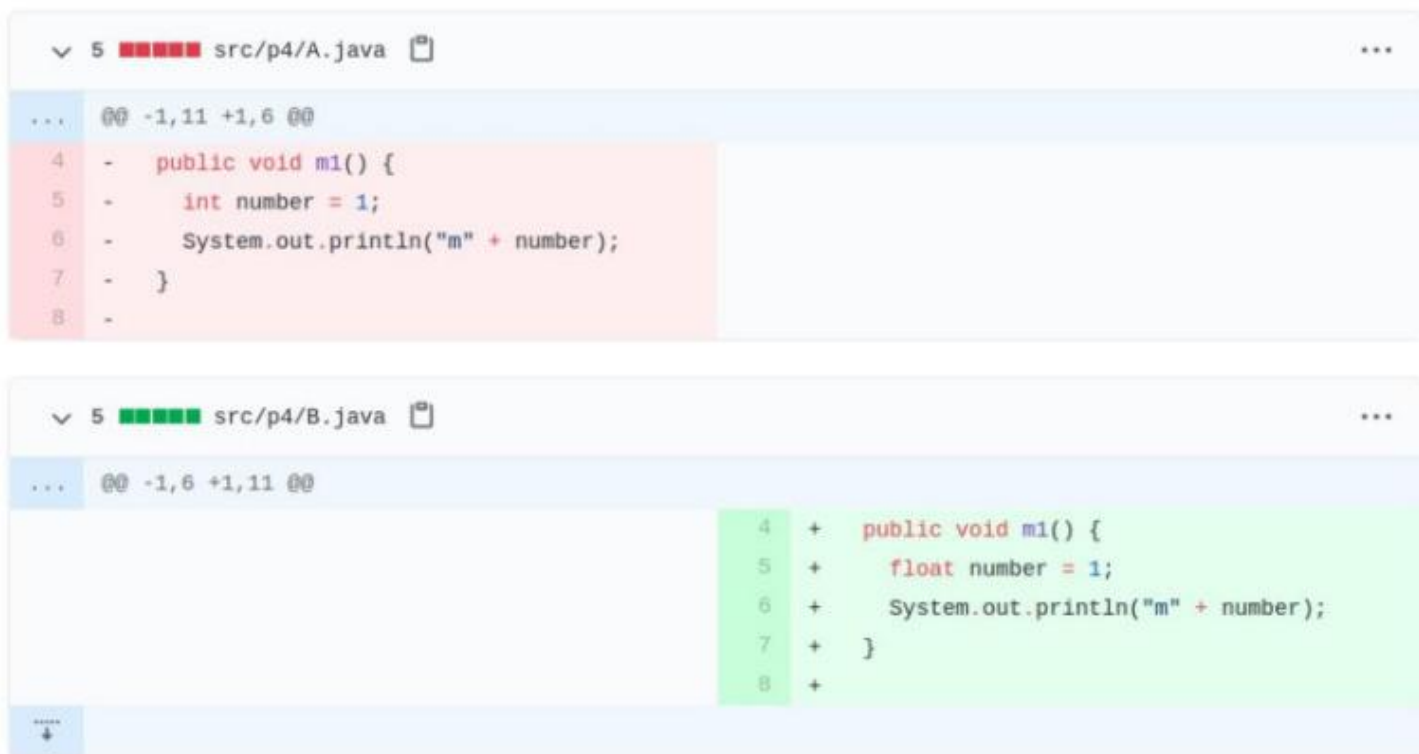 5 src/p4/A.java
... @@ -1,11 +1,6 @@
4 - public void m1() {
5 - int number = 1;
6 - System.out.println("m" + number);
7 - }
8 -
5 src/p4/B.java
... @@ -1,6 +1,11 @@
4 + public void m1() {
5 + float number = 1;
6 + System.out.println("m" + number);
7 + }
8 +